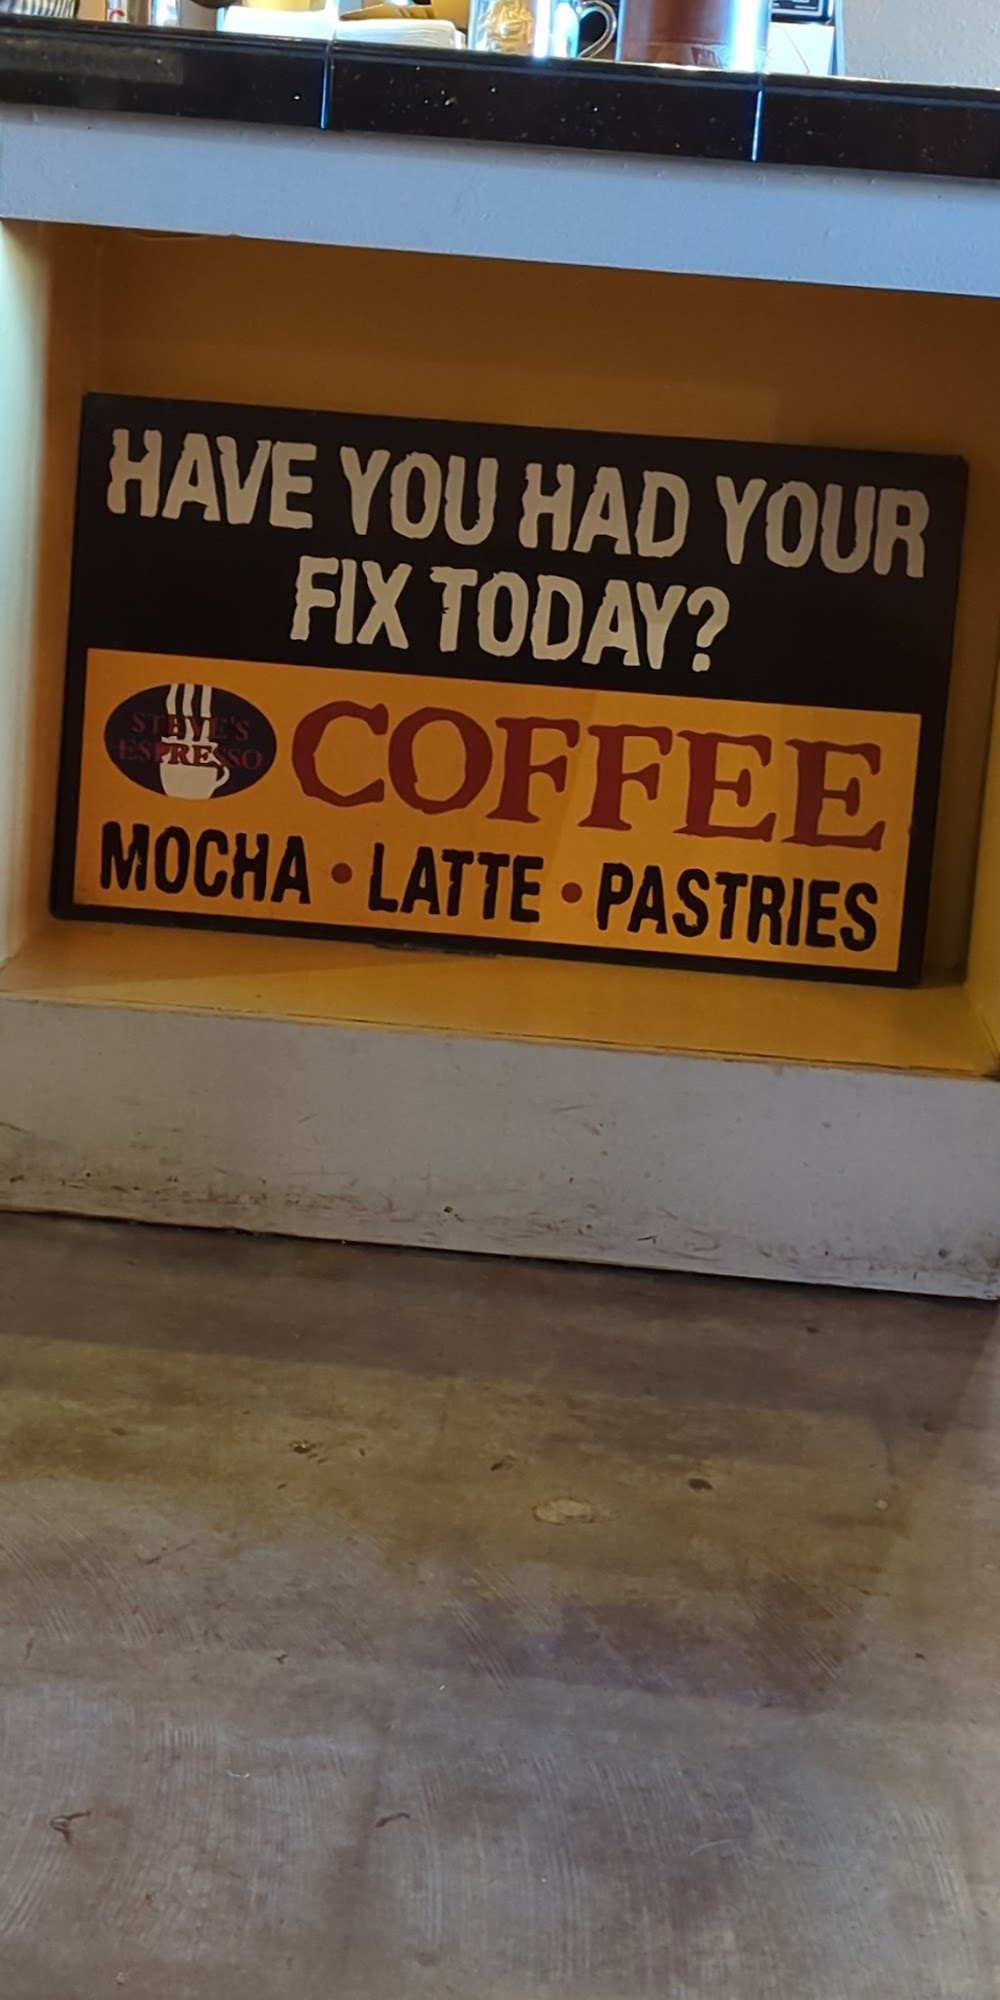 HAVE YOU HAD YOUR
FIX TODAY?
STEVE'S
ESPRESSO
COFFEE
MOCHA • LATTE • PASTRIES